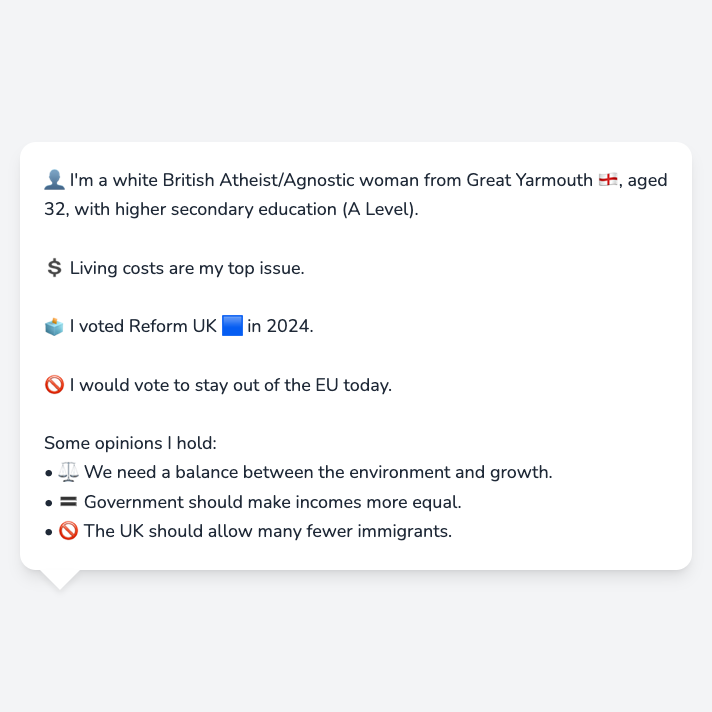 👤 I'm a white British Atheist/Agnostic woman from Great Yarmouth 🏴󠁧󠁢󠁥󠁮󠁧󠁿, aged
32, with higher secondary education (A Level).
💲 Living costs are my top issue.
🗳️ I voted Reform UK 🟦 in 2024.
🚫 I would vote to stay out of the EU today.
Some opinions I hold:
• ⚖️ We need a balance between the environment and growth.
• 🟰 Government should make incomes more equal.
• 🚫 The UK should allow many fewer immigrants.